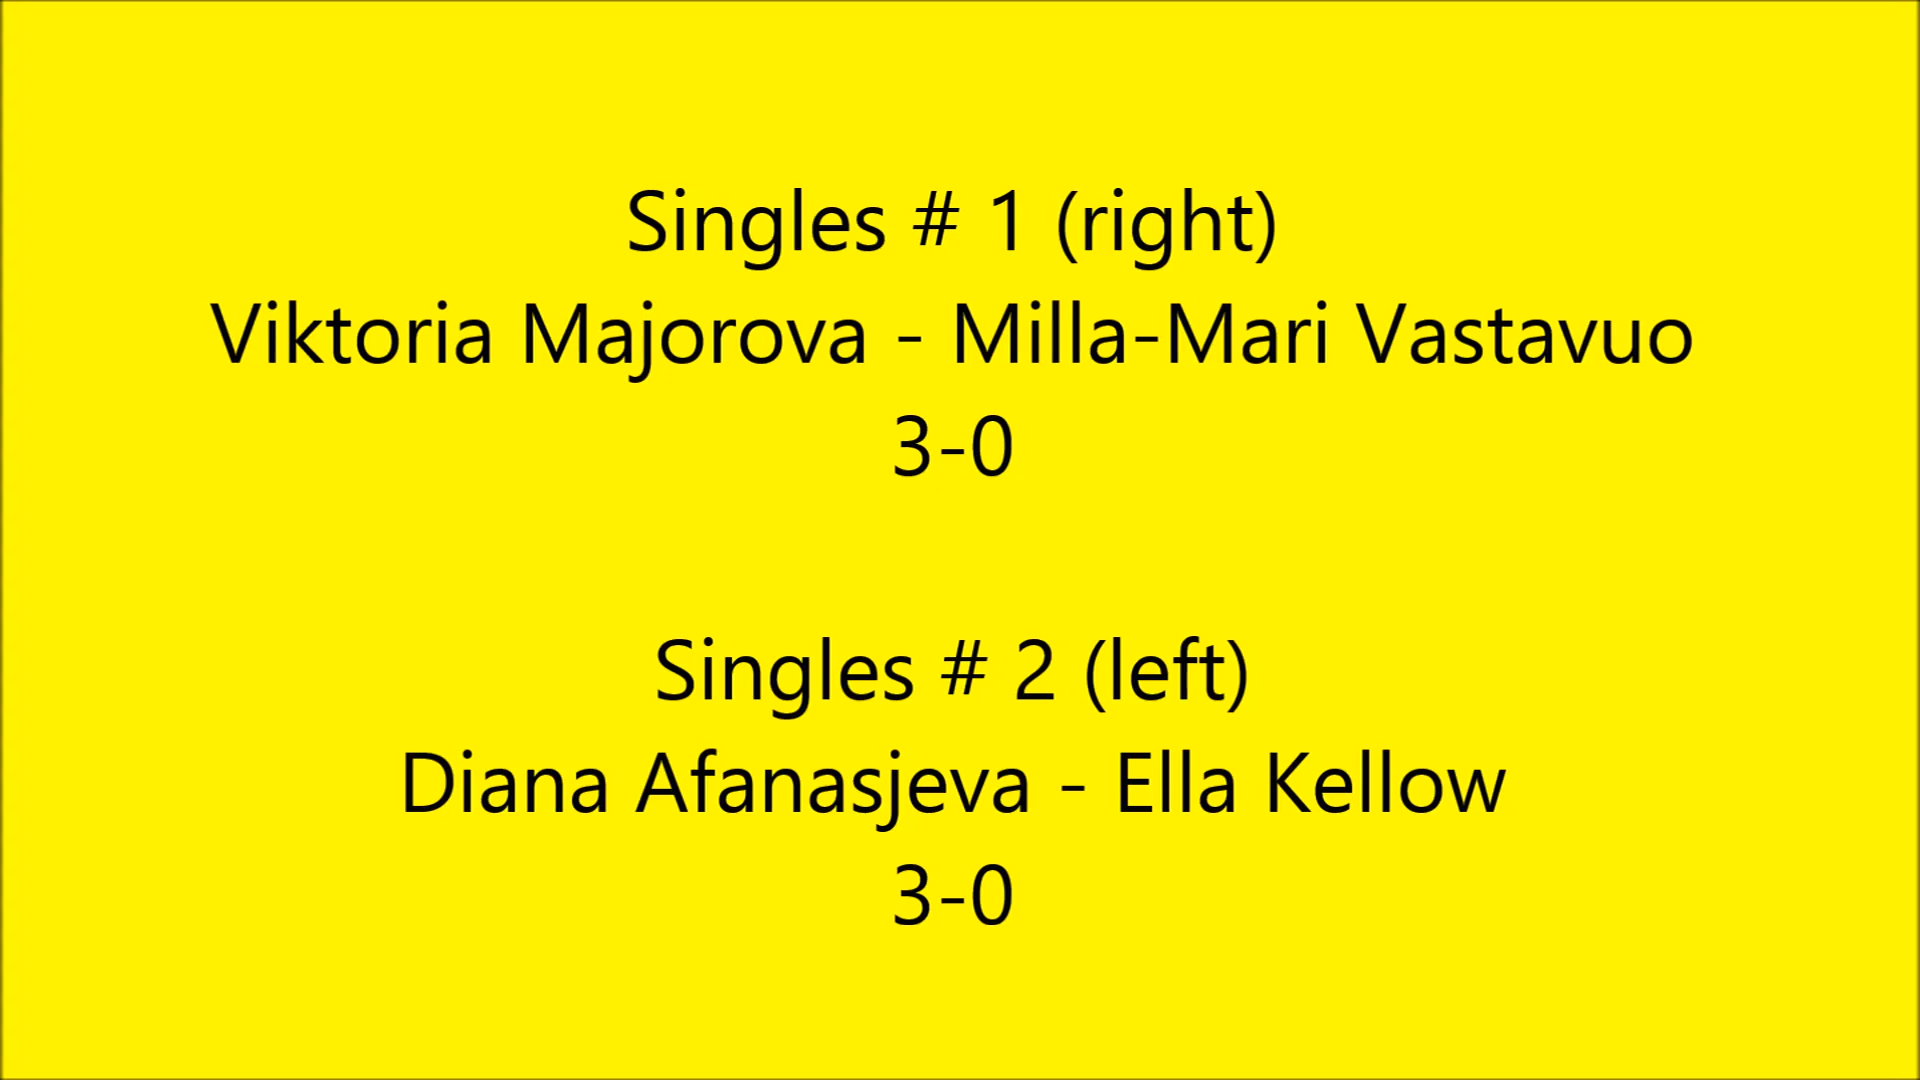 Singles # 1 (right)
Viktoria Majorova - Milla-Mari Vastavuo
3-0
Singles # 2 (left)
Diana Afanasjeva - Ella Kellow
3-0